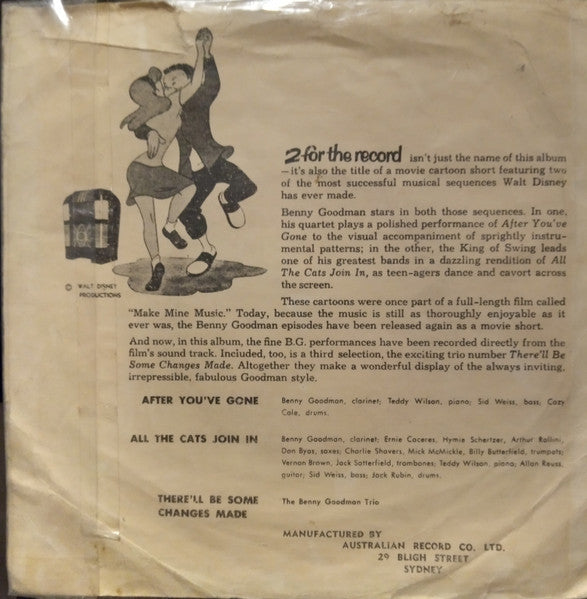 2 for the record isn't just the name of this album
—it's also the title of a movie cartoon short featuring two
of the most successful musical sequences Walt Disney
has ever made.
Benny Goodman stars in both those sequences. In one,
his quartet plays a polished performance of After You've
Gone to the visual accompaniment of sprightly instru-
mental patterns; in the other, the King of Swing leads
one of his greatest bands in a dazzling rendition of All
The Cats Join In, as teen-agers dance and cavort across
the screen.
© WALT DISNEY
PRODUCTIONS
These cartoons were once part of a full-length film called
"Make Mine Music." Today, because the music is still as thoroughly enjoyable as it
ever was, the Benny Goodman episodes have been released again as a movie short.
And now, in this album, the fine B.G. performances have been recorded directly from the
film's sound track. Included, too, is a third selection, the exciting trio number There'll Be
Some Changes Made. Altogether they make a wonderful display of the always inviting,
irrepressible, fabulous Goodman style.
AFTER YOU'VE GONE Benny Goodman, clarinet; Teddy Wilson, piano; Sid Weiss, bass; Cozy
Cole, drums.
ALL THE CATS JOIN IN Benny Goodman, clarinet; Ernie Caceres, Hymie Schertzer, Arthur Rollini,
Don Byas, saxes; Charlie Shavers, Mick McMickle, Billy Butterfield, trumpets;
Vernon Brown, Jack Satterfield, trombones; Teddy Wilson, piano; Allan Reuss,
guitar; Sid Weiss, bass; Jack Rubin, drums.
THERE'LL BE SOME The Benny Goodman Trio
CHANGES MADE
MANUFACTURED BY
AUSTRALIAN RECORD CO. LTD.
29 BLIGH STREET
SYDNEY